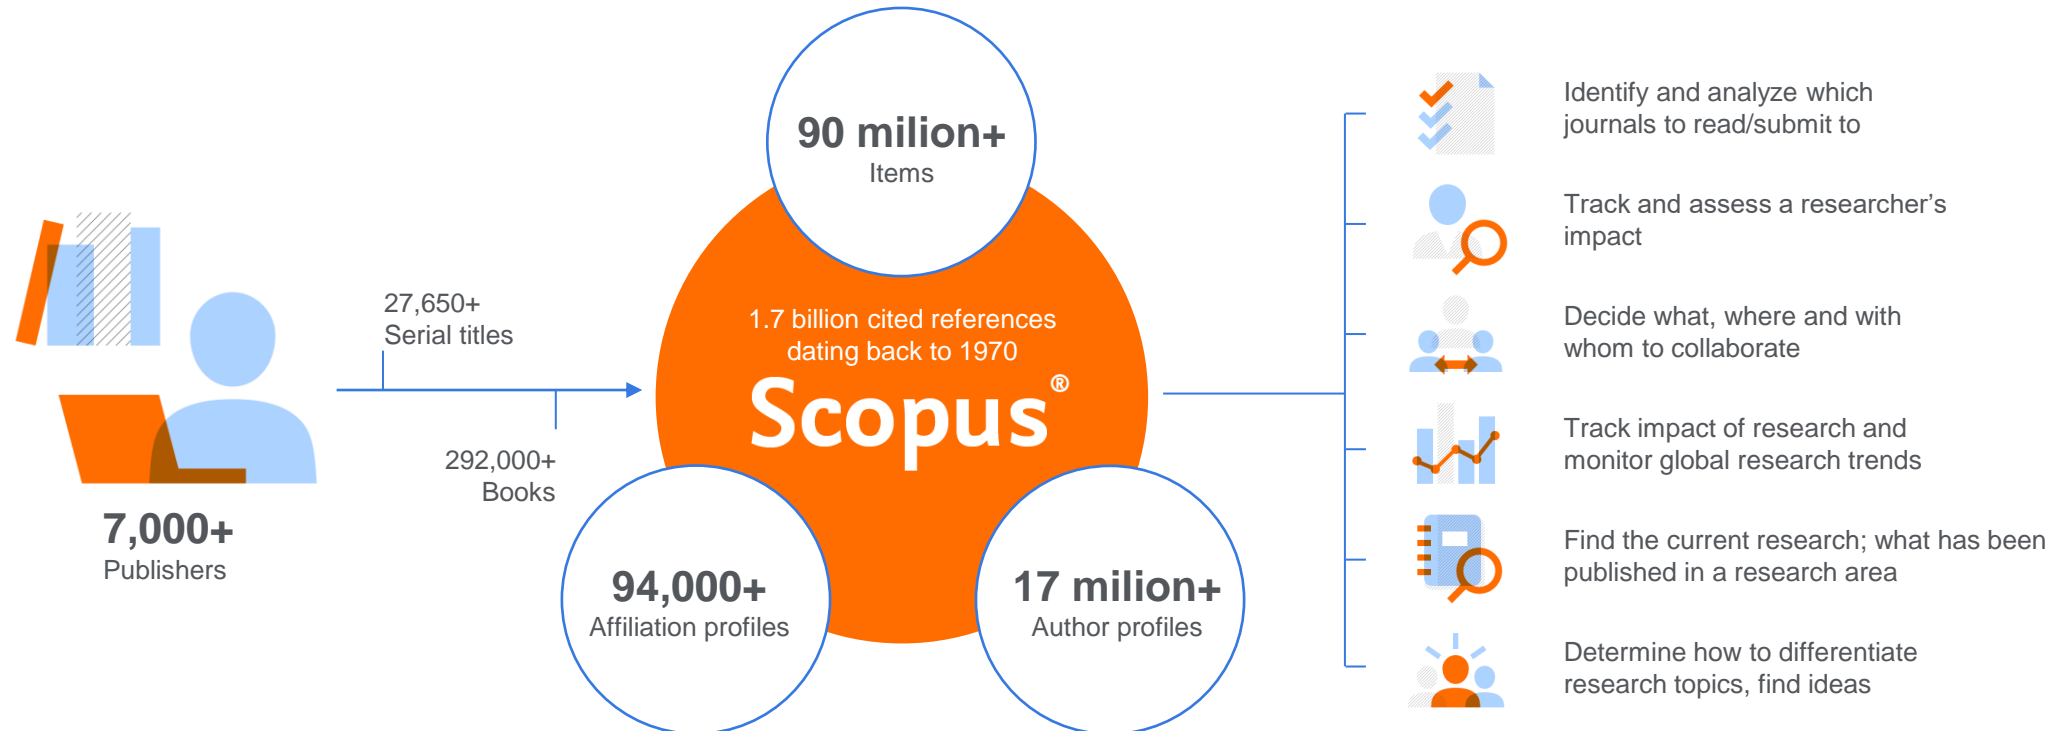 7,000+
Publishers
27,650+
Serial titles
292,000+
Books
90 milion+
Items
1.7 billion cited references
dating back to 1970
Scopus®
94,000+
Affiliation profiles
17 milion+
Author profiles
Identify and analyze which
journals to read/submit to
Track and assess a researcher’s
impact
Decide what, where and with
whom to collaborate
Track impact of research and
monitor global research trends
Find the current research; what has been
published in a research area
Determine how to differentiate
research topics, find ideas